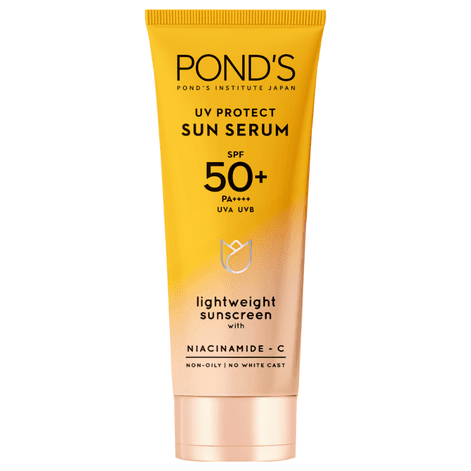 POND'S
POND'S INSTITUTE JAPAN
UV PROTECT
SUN SERUM
SPF
50+
PA++++
UVA UVB
lightweight
sunscreen
with
NIACINAMIDE - C
NON-OILY | NO WHITE CAST